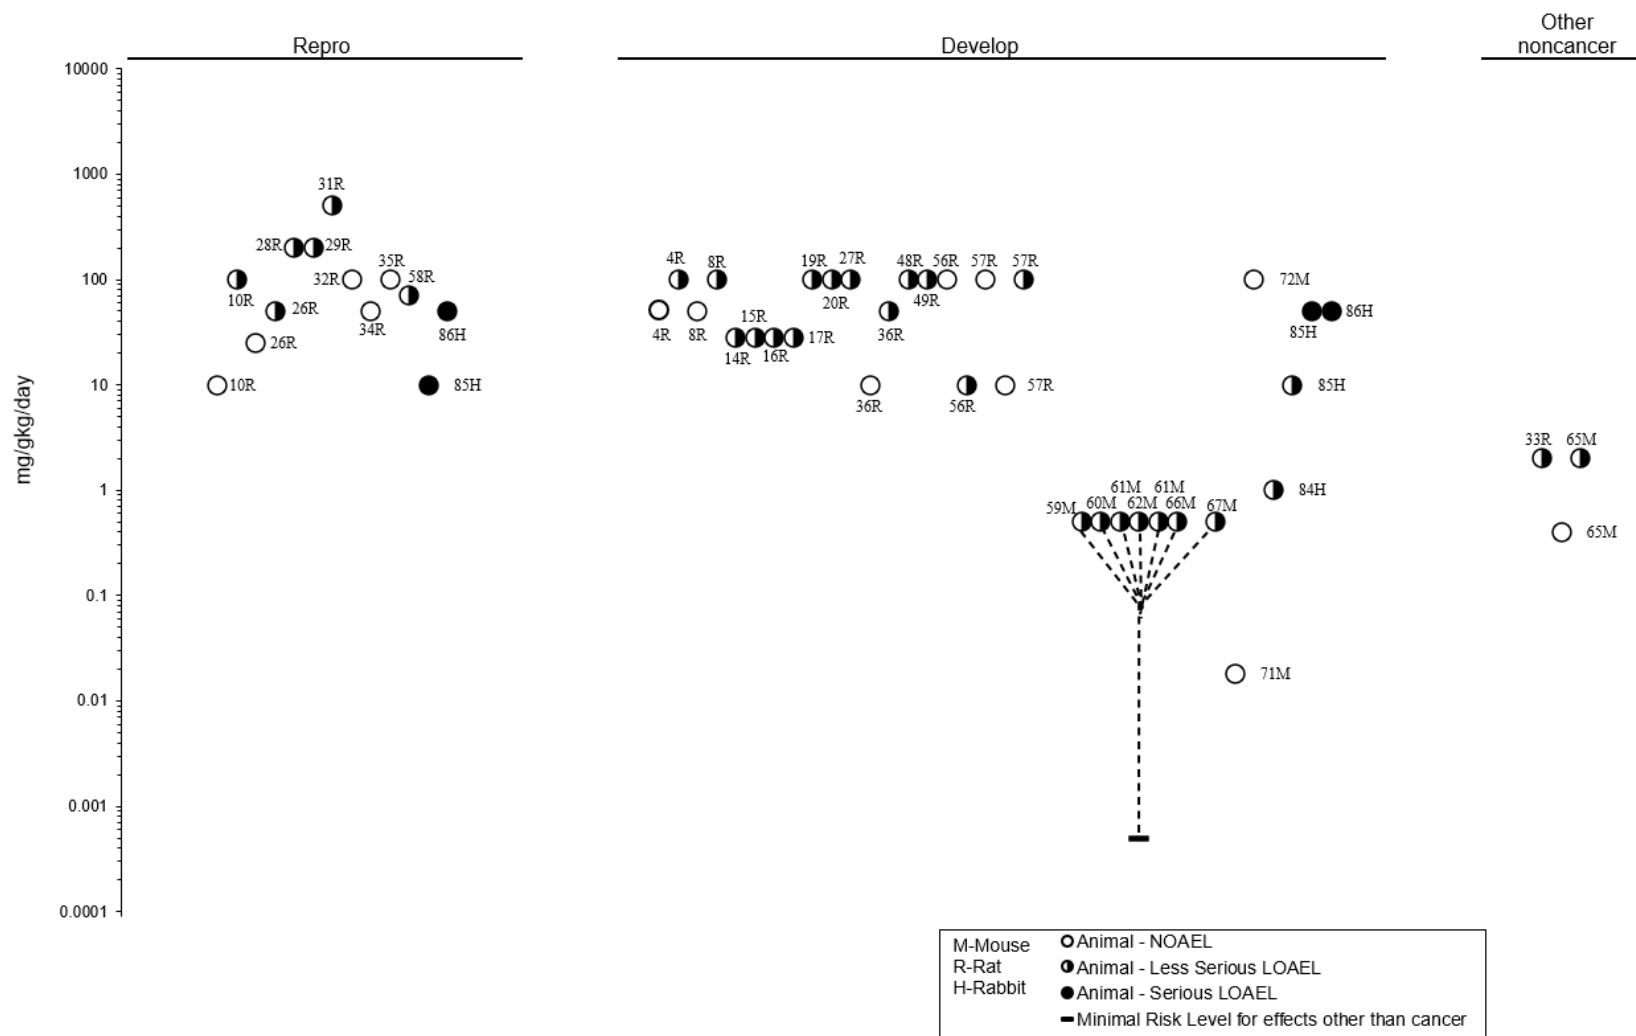 Repro
Develop
Other
noncancer
10000
1000
100
10
1
0.1
0.01
0.001
0.0001
mg/gkg/day
31R
28R
29R
35R
32R
58R
10R
26R
34R
86H
26R
10R
85H
4R
8R
19R
27R
48R
56R
57R
57R
20R
49R
72M
4R
8R
15R
36R
85H
86H
14R
16R
17R
36R
56R
57R
85H
61M
61M
59M
60M
62M
66M
67M
84H
71M
33R
65M
65M
M-Mouse
R-Rat
H-Rabbit
Animal - NOAEL
Animal - Less Serious LOAEL
Animal - Serious LOAEL
Minimal Risk Level for effects other than cancer